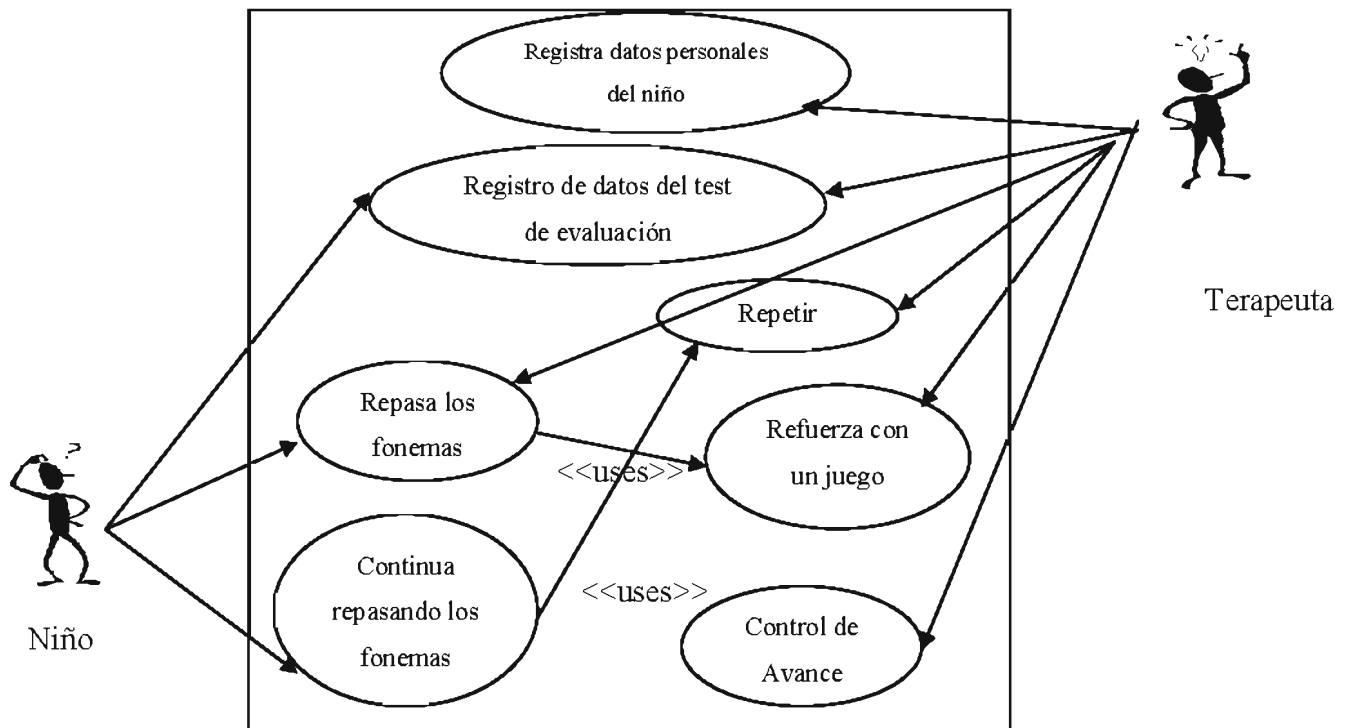 Registra datos personales
del niño
Registro de datos del test
de evaluación
Repetir
Terapeuta
Repasa los
fonemas
Refuerza con
un juego
<<uses>>
Continua
repasando los
fonemas
<<uses>>
Control de
Avance
Niño
?